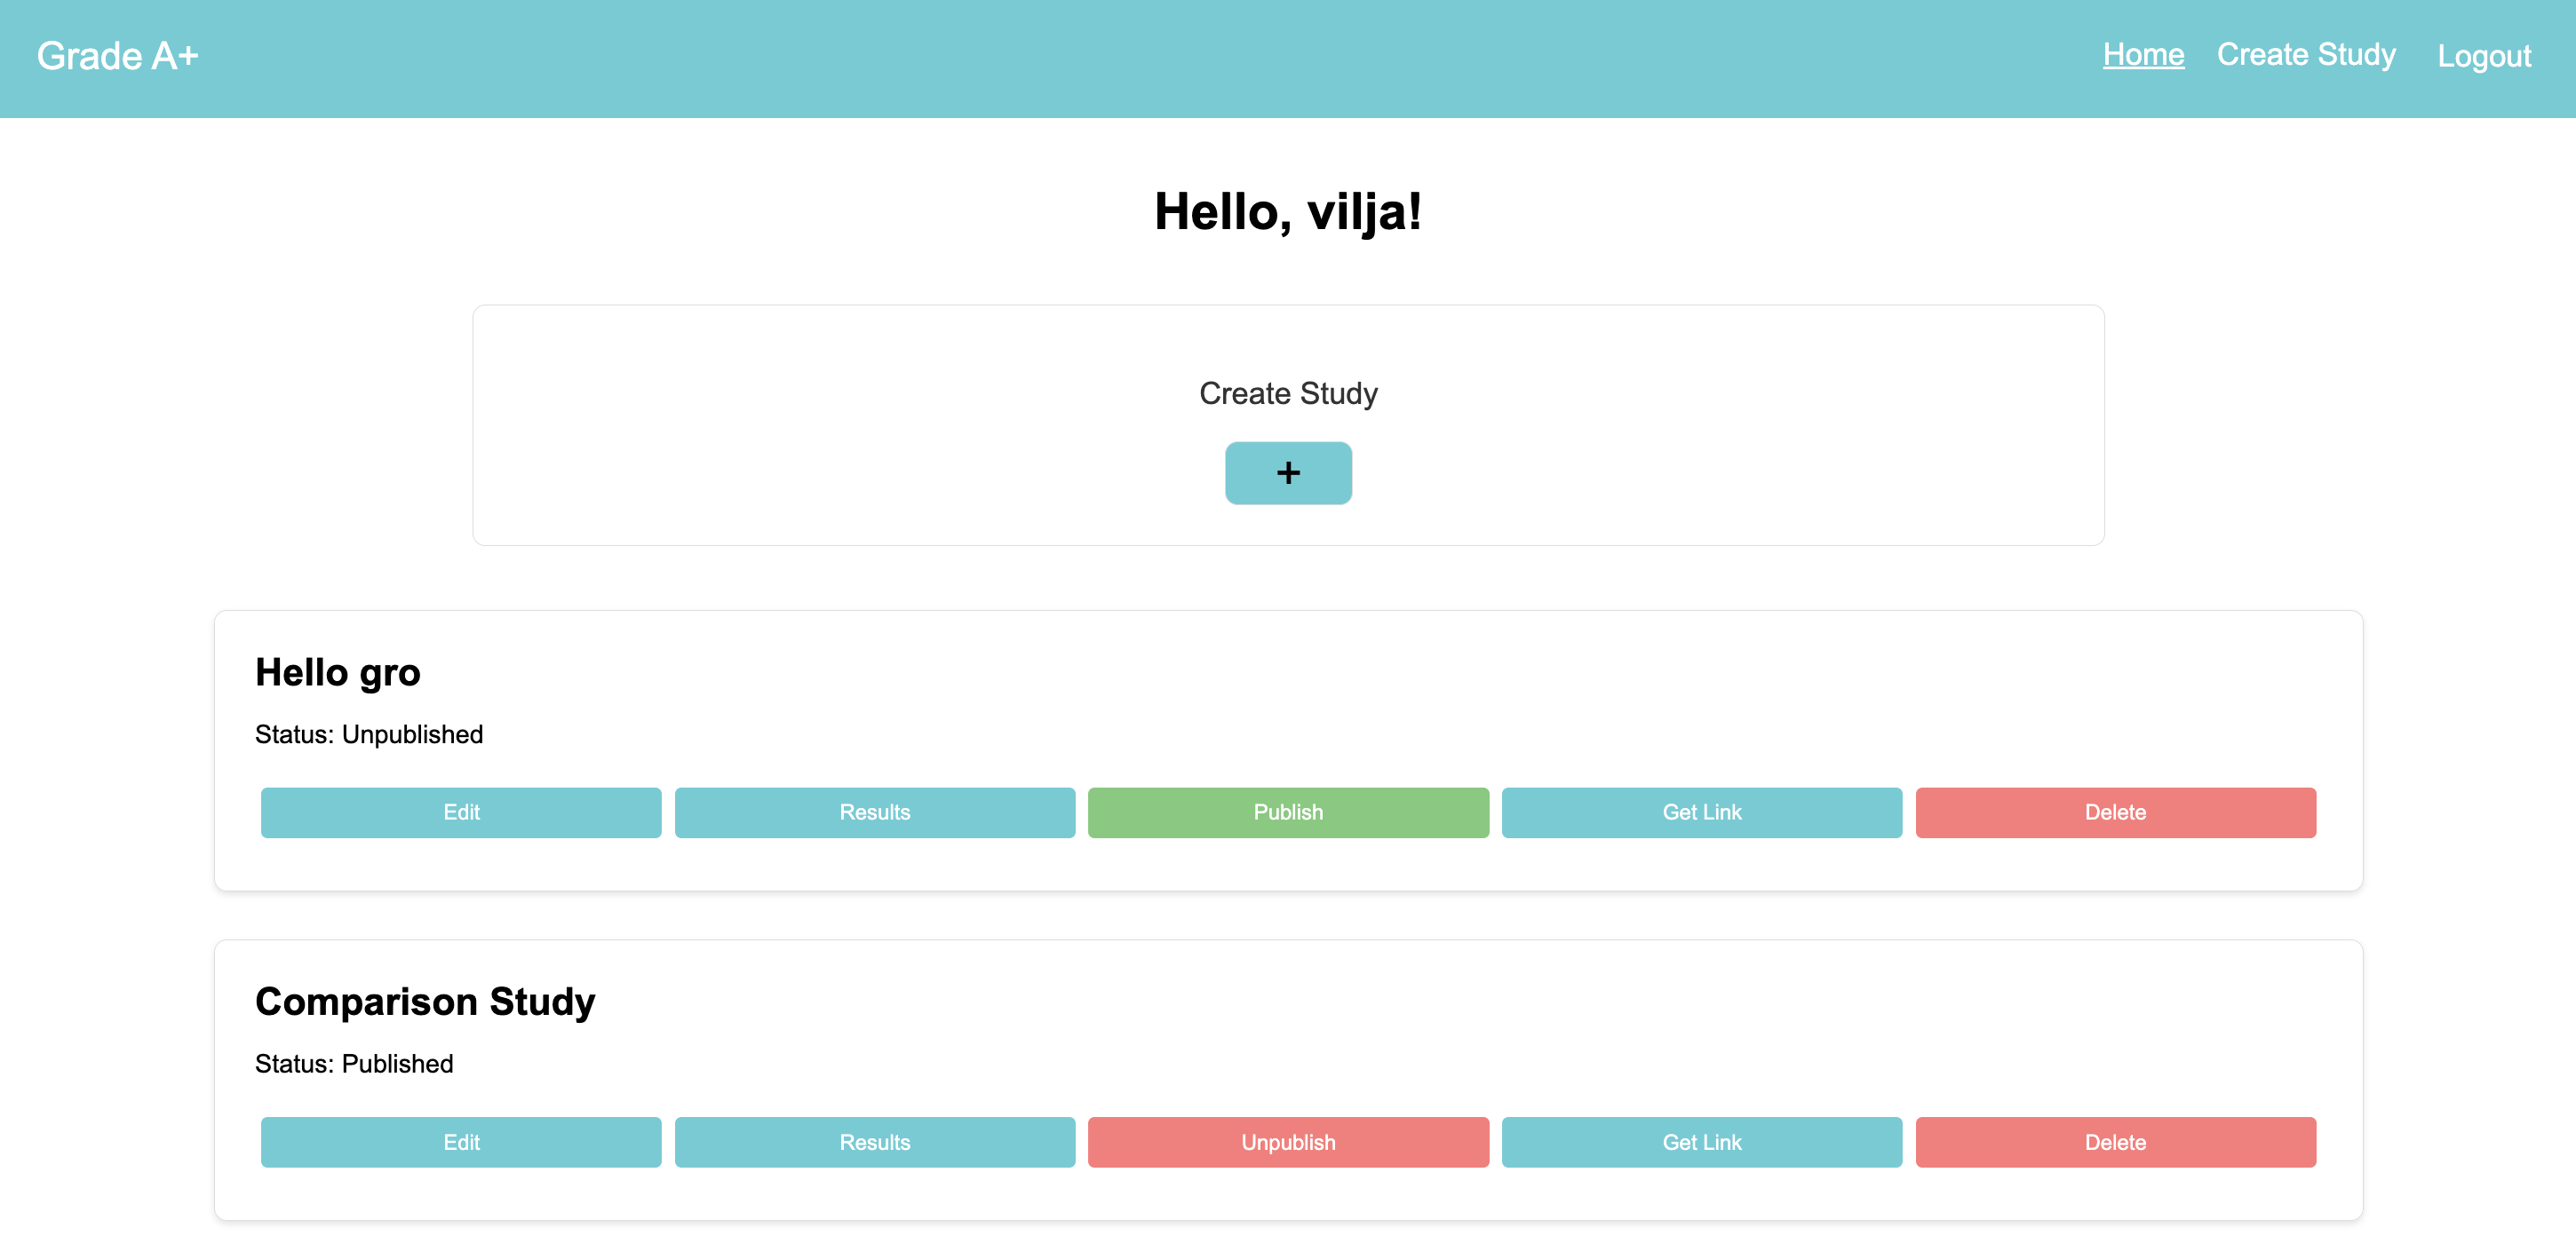 Grade A+ Home Create Study Logout
Hello, vilja!
Create Study
+
Hello gro
Status: Unpublished
Edit Results Publish Get Link Delete
Comparison Study
Status: Published
Edit Results Unpublish Get Link Delete